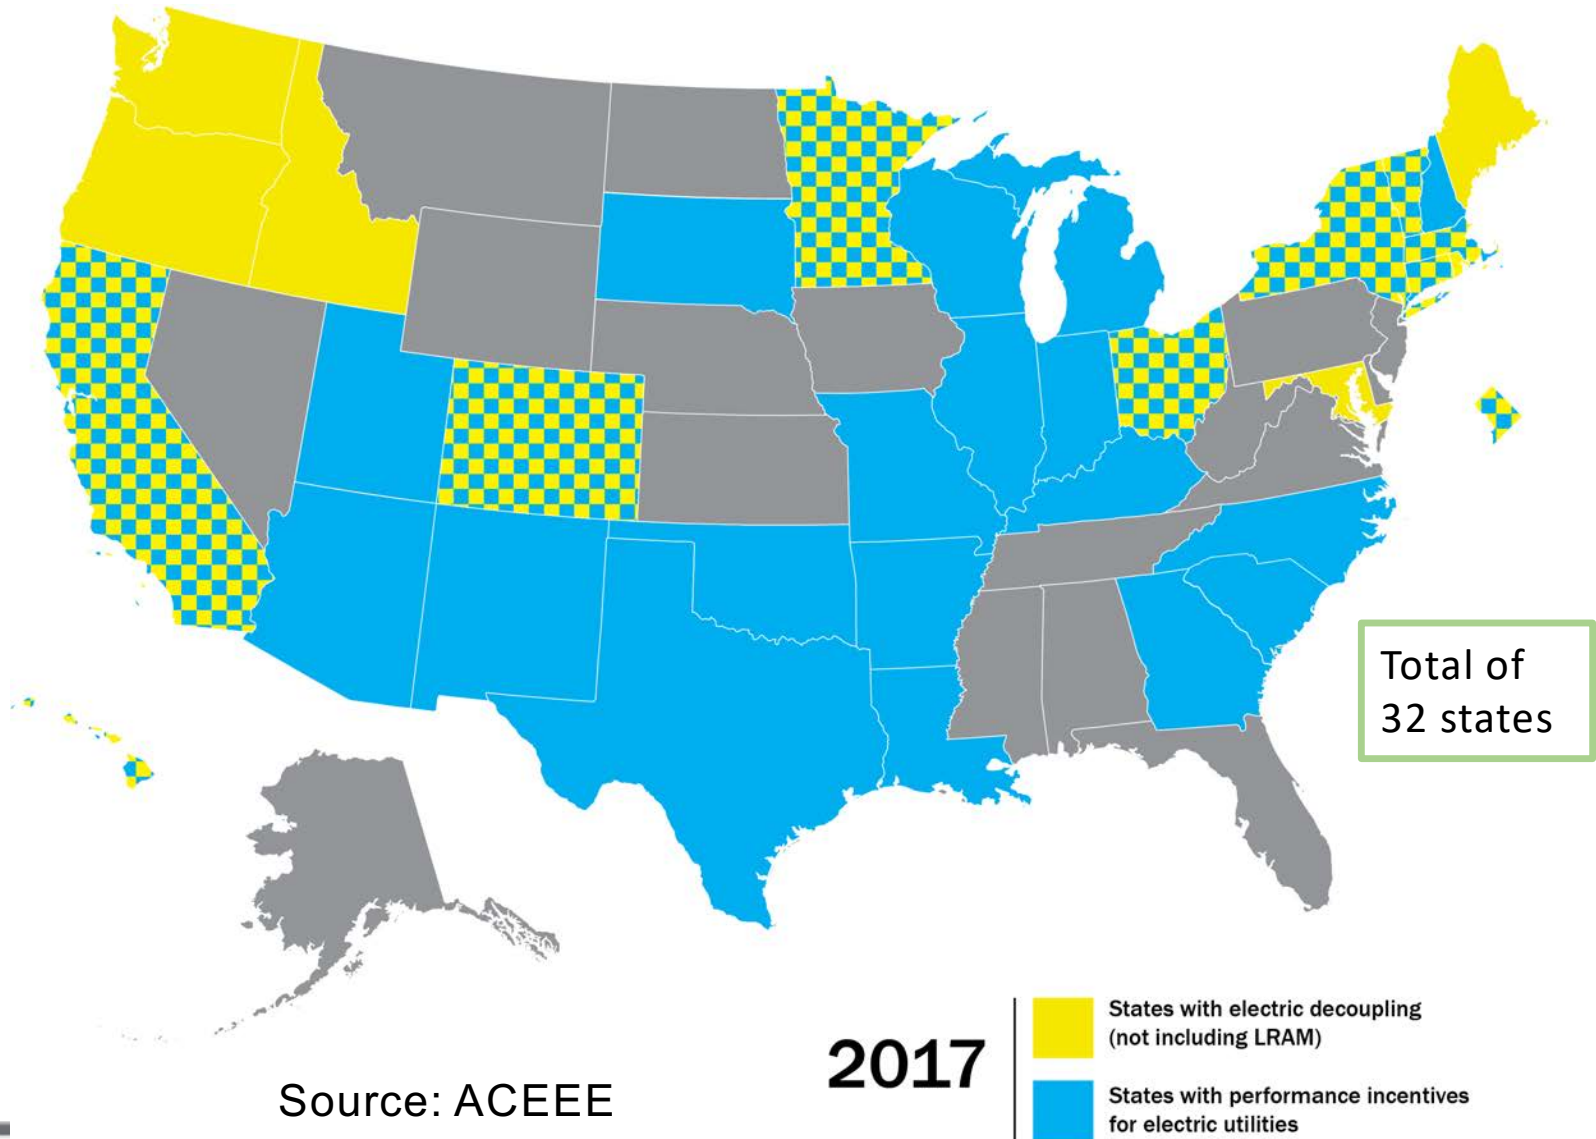 Total of
32 states
2017
States with electric decoupling
(not including LRAM)
States with performance incentives
for electric utilities
Source: ACEEE